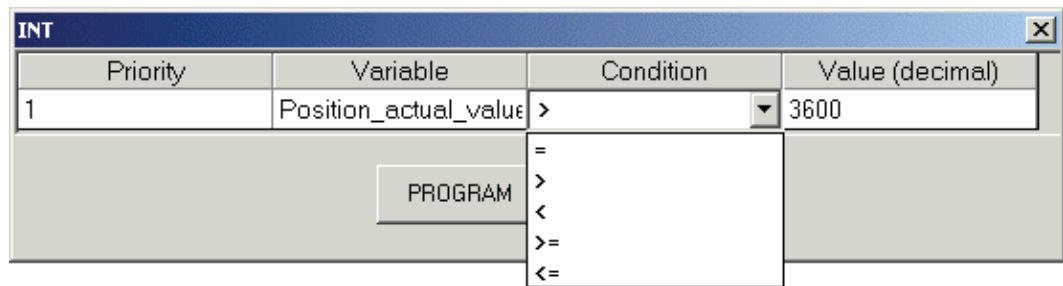 INT
Priority Variable Condition Value (decimal)
1 Position_actual_value > 3600
=
>
PROGRAM
<
>=
<=